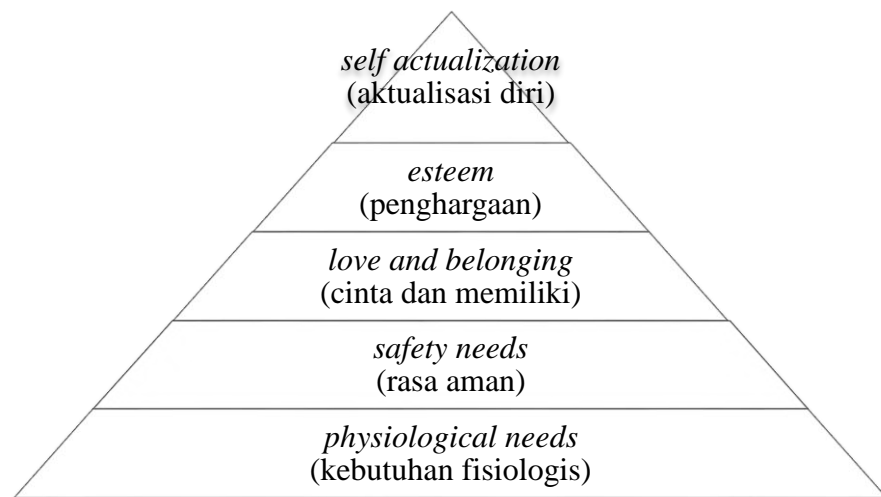 self actualization
(aktualisasi diri)
esteem
(penghargaan)
love and belonging
(cinta dan memiliki)
safety needs
(rasa aman)
physiological needs
(kebutuhan fisiologis)